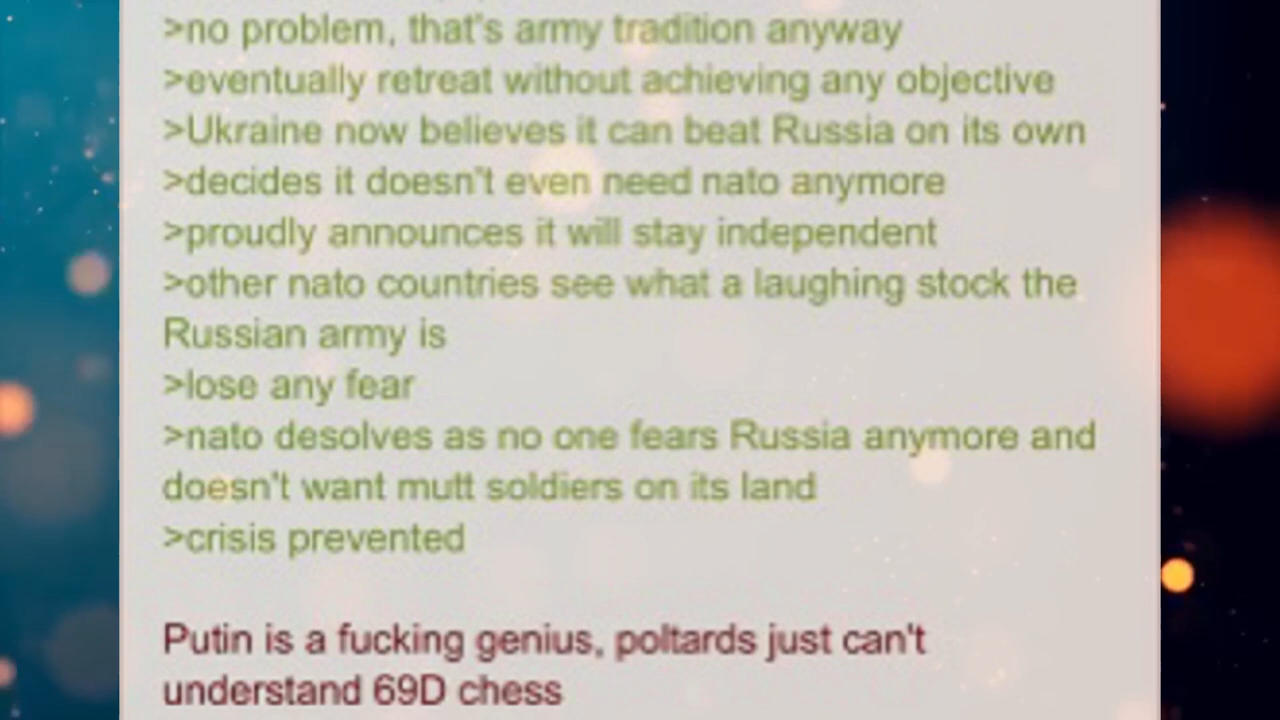 >no problem, that's army tradition anyway
>eventually retreat without achieving any objective
>Ukraine now believes it can beat Russia on its own
>decides it doesn't even need nato anymore
>proudly announces it will stay independent
>other nato countries see what a laughing stock the
Russian army is
>lose any fear
>nato desolves as no one fears Russia anymore and
doesn't want mutt soldiers on its land
>crisis prevented
Putin is a fucking genius, poltards just can't
understand 69D chess